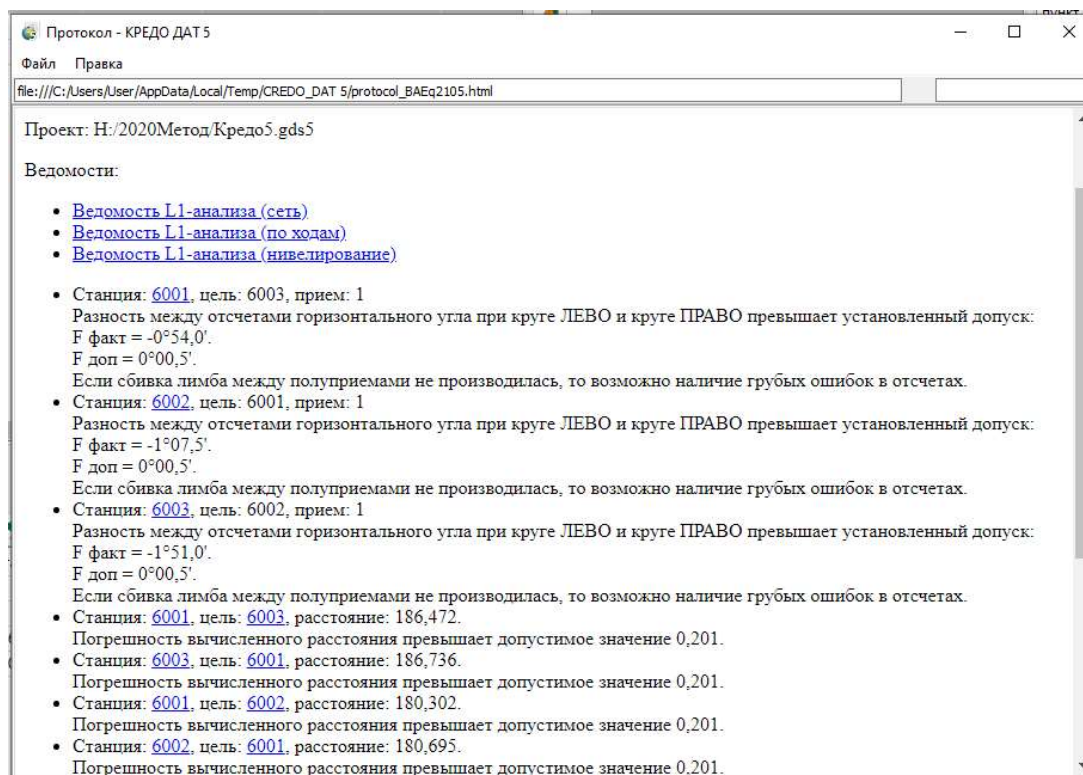 пункт
Протокол - КРЕДО ДАТ 5
Файл Правка
file:///C:/Users/User/AppData/Local/Temp/CREDO_DAT 5/protocol_BAEq2105.html
Проект: H:/2020Метод/Кредо5.gds5
Ведомости:
Ведомость L1-анализа (сеть)
Ведомость L1-анализа (по ходам)
Ведомость L1-анализа (нивелирование)
Станция: 6001, цель: 6003, прием: 1
Разность между отсчетами горизонтального угла при круге ЛЕВО и круге ПРАВО превышает установленный допуск:
F факт = -0°54,0'.
F доп = 0°00,5'.
Если сбивка лимба между полуприемами не производилась, то возможно наличие грубых ошибок в отсчетах.
Станция: 6002, цель: 6001, прием: 1
Разность между отсчетами горизонтального угла при круге ЛЕВО и круге ПРАВО превышает установленный допуск:
F факт = -1°07,5'.
F доп = 0°00,5'.
Если сбивка лимба между полуприемами не производилась, то возможно наличие грубых ошибок в отсчетах.
Станция: 6003, цель: 6002, прием: 1
Разность между отсчетами горизонтального угла при круге ЛЕВО и круге ПРАВО превышает установленный допуск:
F факт = -1°51,0'.
F доп = 0°00,5'.
Если сбивка лимба между полуприемами не производилась, то возможно наличие грубых ошибок в отсчетах.
Станция: 6001, цель: 6003, расстояние: 186,472.
Погрешность вычисленного расстояния превышает допустимое значение 0,201.
Станция: 6003, цель: 6001, расстояние: 186,736.
Погрешность вычисленного расстояния превышает допустимое значение 0,201.
Станция: 6001, цель: 6002, расстояние: 180,302.
Погрешность вычисленного расстояния превышает допустимое значение 0,201.
Станция: 6002, цель: 6001, расстояние: 180,695.
Погрешность вычисленного расстояния превышает допустимое значение 0,201.